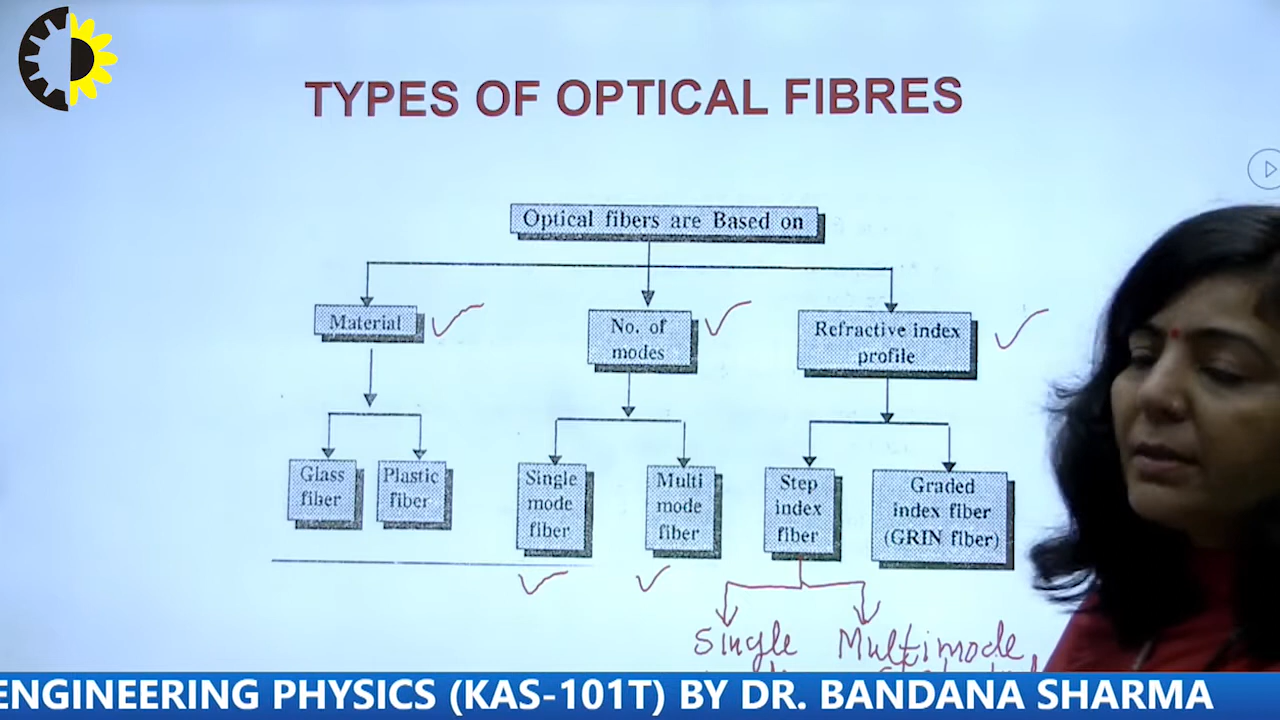 TYPES OF OPTICAL FIBRES
Optical fibers are Based on
Material
No. of
modes
Refractive index
profile
Glass
fiber
Plastic
fiber
Single
mode
fiber
Multi
mode
fiber
Step
index
fiber
Graded
index fiber
(GRIN fiber)
Single
Multimode
ENGINEERING PHYSICS (KAS-101T) BY DR. BANDANA SHARMA